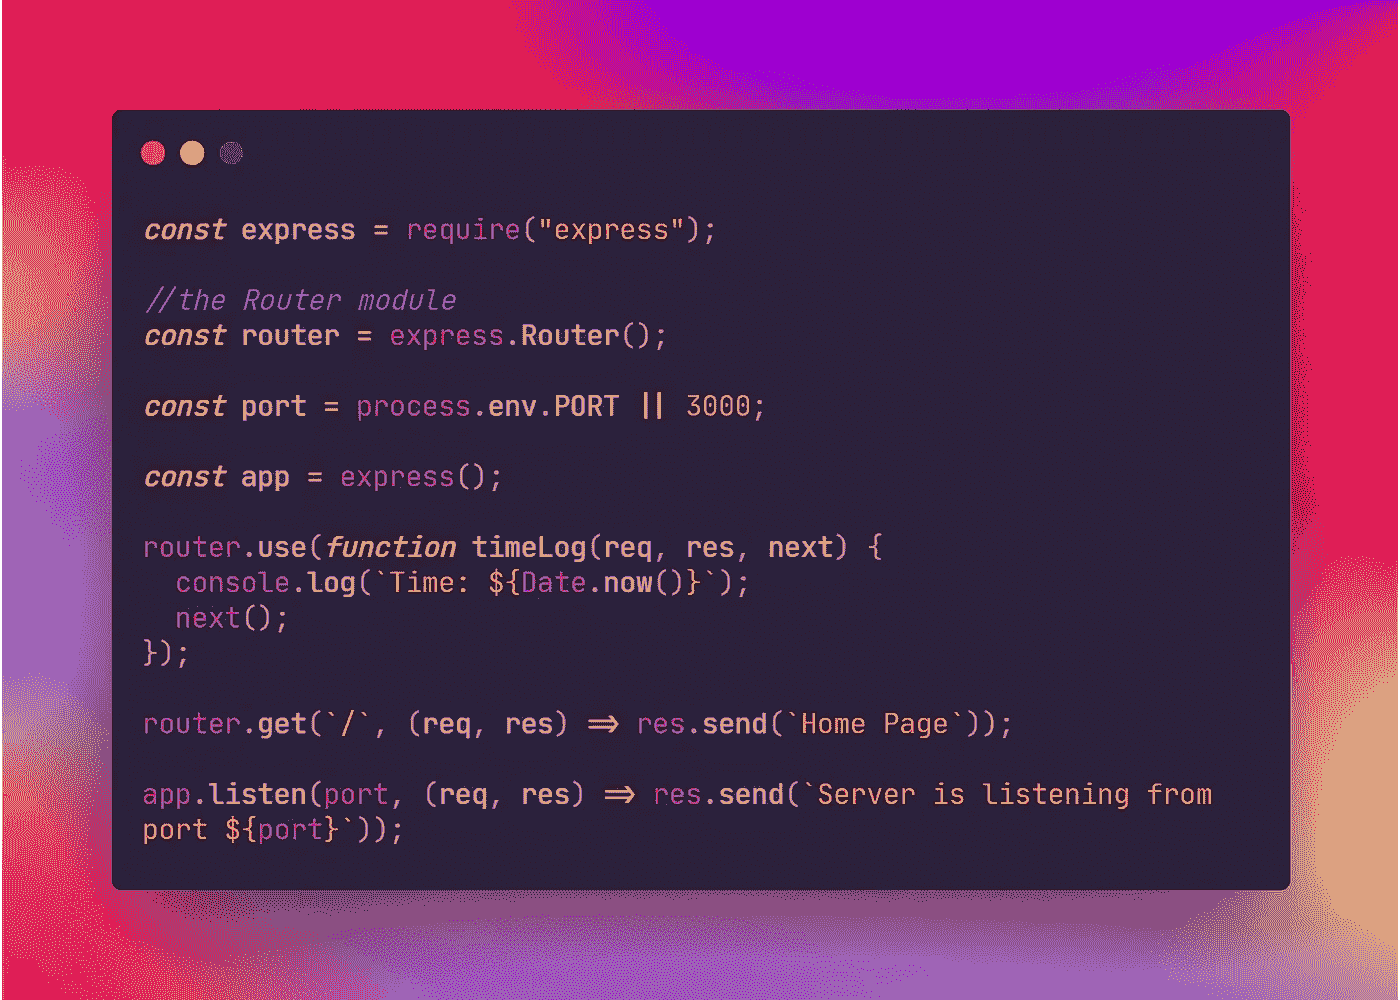 const express = require("express");
//the Router module
const router = express.Router();
const port = process.env.PORT || 3000;
const app = express();
router.use(function timeLog(req, res, next) {
  console.log(`Time: ${Date.now()}`);
  next();
});
router.get(`/`, (req, res) => res.send(`Home Page`));
app.listen(port, (req, res) => res.send(`Server is listening from
port ${port}`));